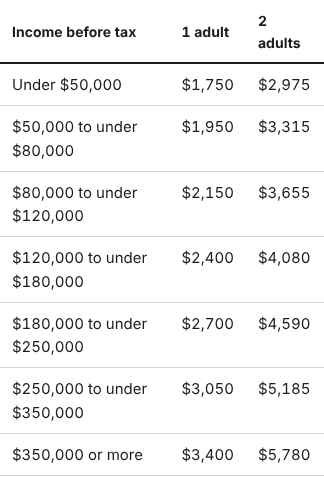 Income before tax 1 adult 2 adults
Under $50,000 $1,750 $2,975
$50,000 to under $80,000 $1,950 $3,315
$80,000 to under $120,000 $2,150 $3,655
$120,000 to under $180,000 $2,400 $4,080
$180,000 to under $250,000 $2,700 $4,590
$250,000 to under $350,000 $3,050 $5,185
$350,000 or more $3,400 $5,780